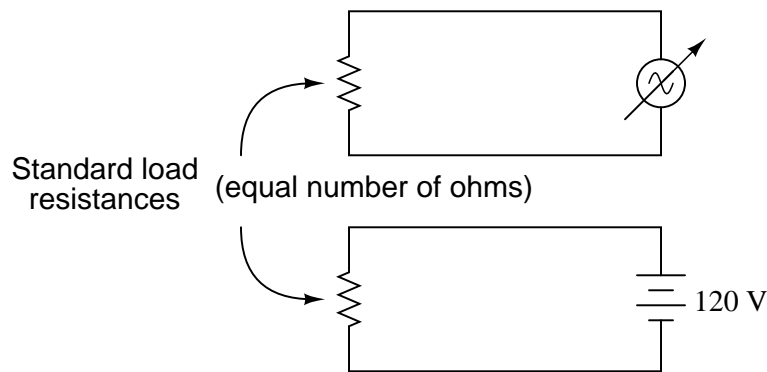 Standard load
resistances
(equal number of ohms)
120 V